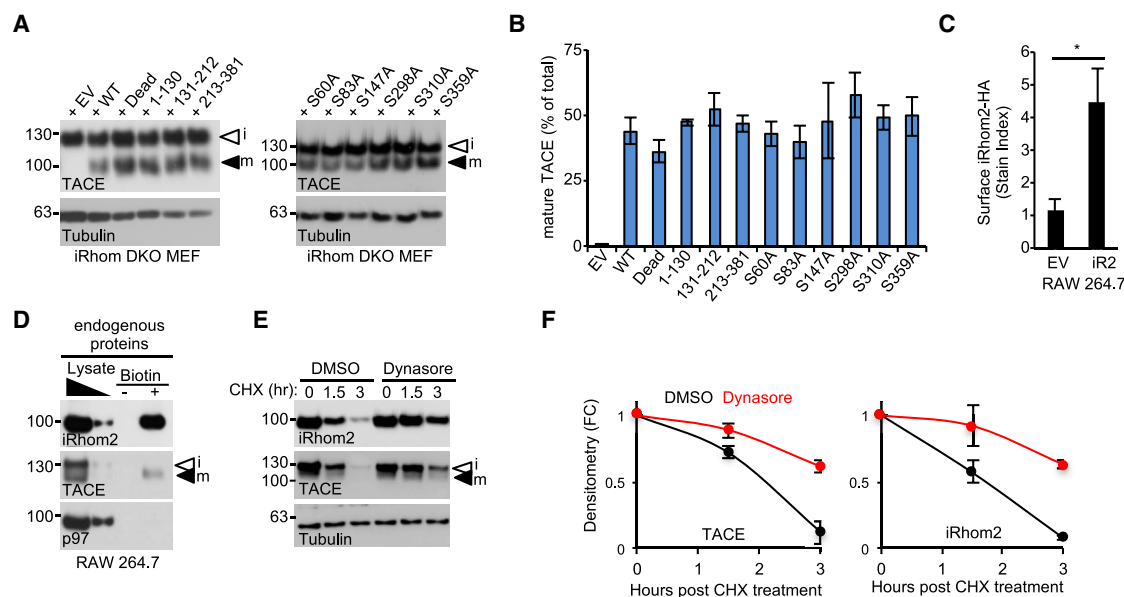 A
+ EV
+ WT
+ Dead
+ 1-130
+ 131-212
+ 213-381
130
100
i
m
TACE
63
Tubulin
iRhom DKO MEF
+ S60A
+ S83A
+ S147A
+ S298A
+ S310A
+ S359A
130
100
i
m
TACE
63
Tubulin
iRhom DKO MEF
B
mature TACE (% of total)
75
50
25
0
EV
WT
Dead
1-130
131-212
213-381
S60A
S83A
S147A
S298A
S310A
S359A
C
Surface iRhom2-HA
(Stain Index)
6
5
4
3
2
1
0
*
EV iR2
RAW 264.7
D
endogenous
proteins
Lysate
Biotin
- +
100
iRhom2
130
100
i
m
TACE
100
p97
RAW 264.7
E
DMSO Dynasore
CHX (hr): 0 1.5 3 0 1.5 3
100
iRhom2
130
100
i
m
TACE
63
Tubulin
F
Densitometry (FC)
DMSO Dynasore
1
0.5
0
TACE
0 1 2 3
Hours post CHX treatment
1
0.5
0
iRhom2
0 1 2 3
Hours post CHX treatment